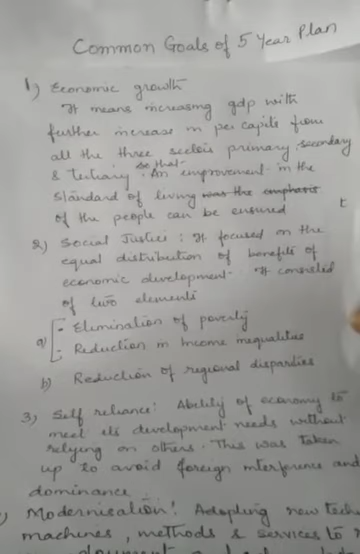 Common Goals of 5 Year Plan
1) Economic growth
It means increasing gdp with
further increase in per capita from
all the three sectors primary, secondary
& Tertiary. so that An improvement in the
standard of living was the emphasis
of the people can be ensured
t
2) Social Justice : It focused on the
equal distribution of benefits of
economic development. It consisted
of two elements
a) - Elimination of poverty
- Reduction in Income inequalities
b) Reduction of regional disparities
3) Self reliance: Ability of economy to
meet its development needs without
relying on others. This was taken
up to avoid foreign interference and
dominance
) Modernisation! Adopting new tech
machines, methods & services to